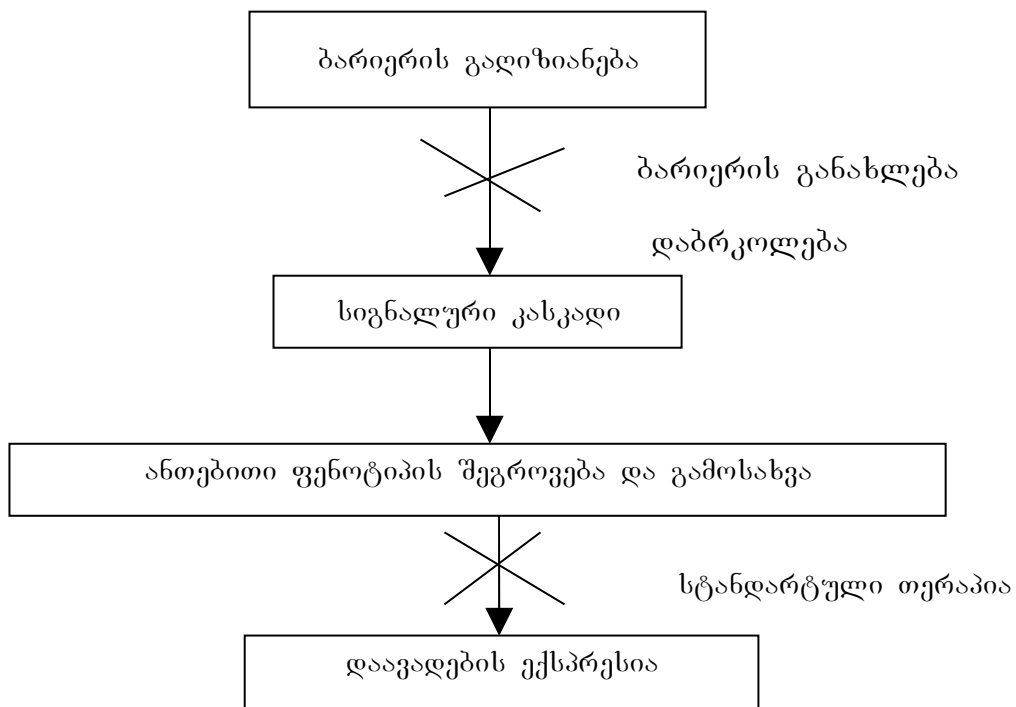 ბარიერის გაღიზიანება
ბარიერის განახლება
დაბრკოლება
სიგნალური კასკადი
ანთებითი ფენოტიპის შეგროვება და გამოსახვა
სტანდარტული თერაპია
დაავადების ექსპრესია